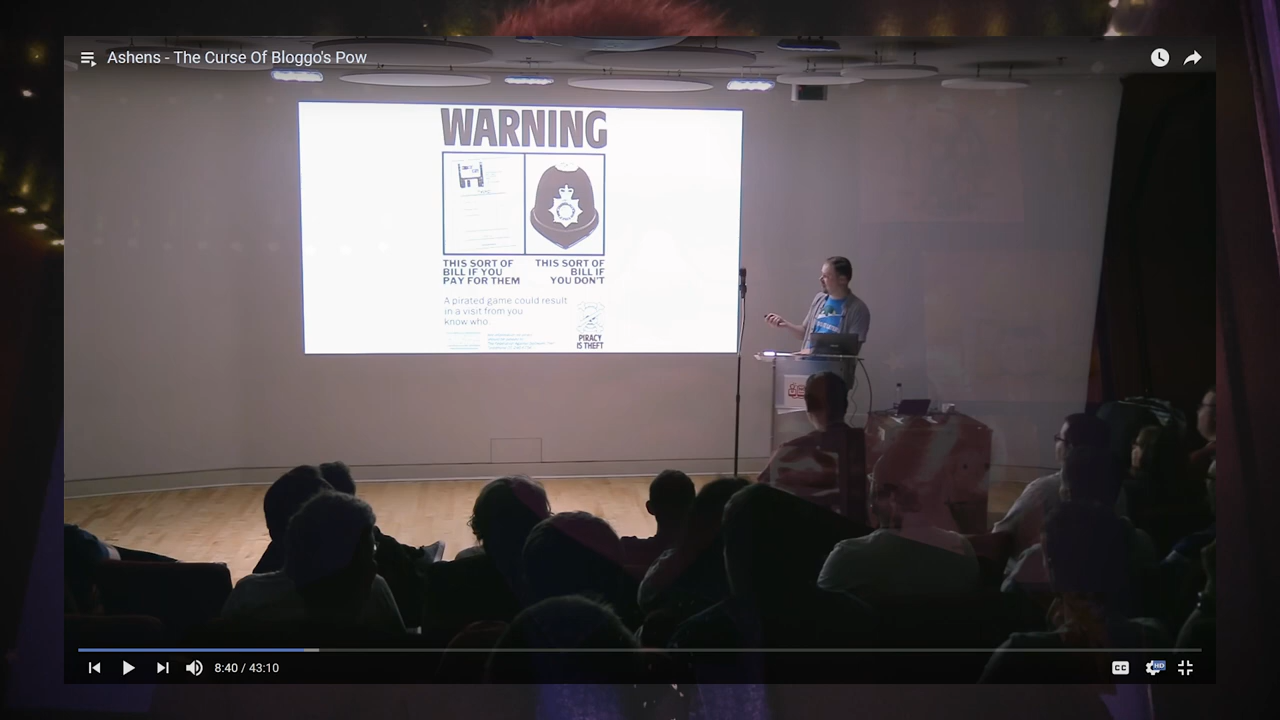 Ashens - The Curse Of Bloggo's Pow
WARNING
THIS SORT OF
BILL IF YOU
PAY FOR THEM
THIS SORT OF
BILL IF
YOU DON'T
A pirated game could result
in a visit from you
know who.
PIRACY
IS THEFT
8:40 / 43:10
CC
HD